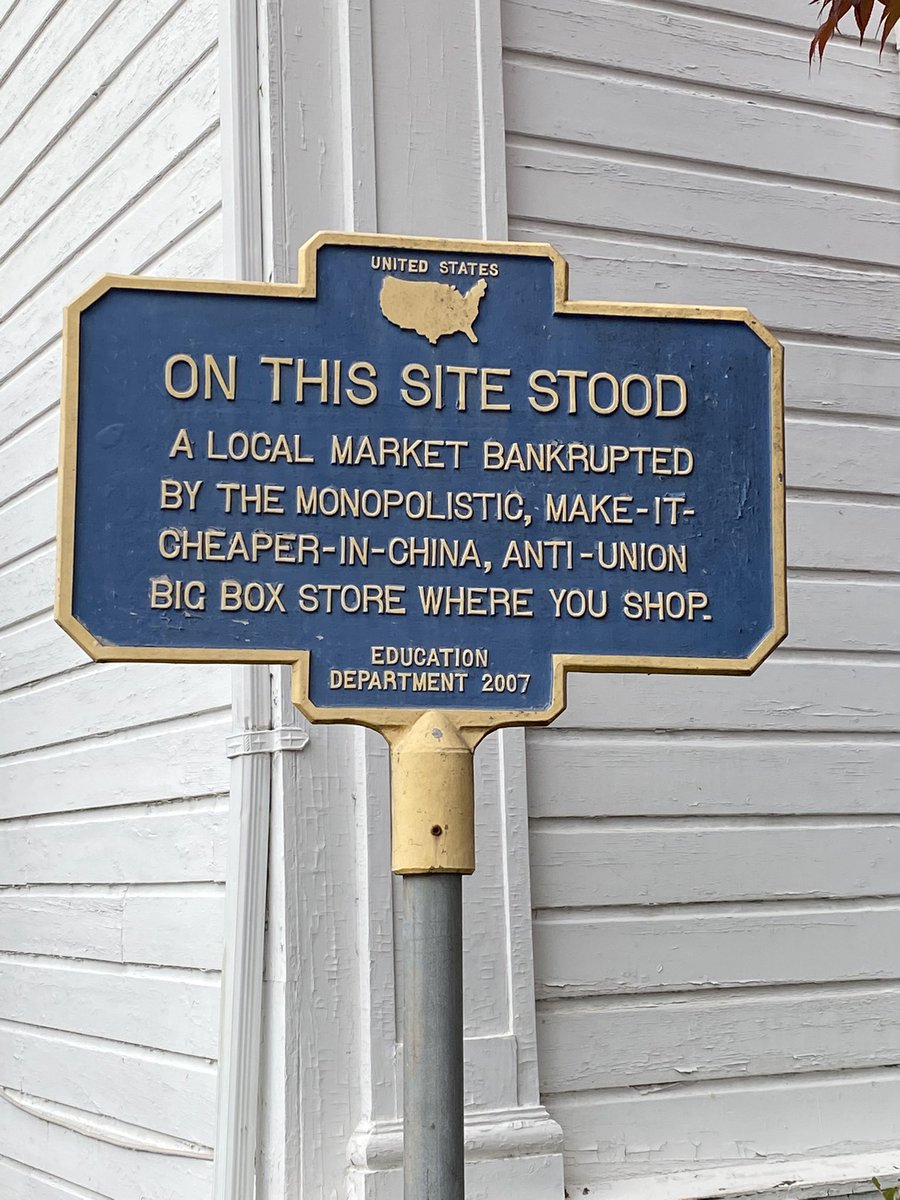 UNITED STATES
ON THIS SITE STOOD
A LOCAL MARKET BANKRUPTED
BY THE MONOPOLISTIC, MAKE-IT-
CHEAPER-IN-CHINA, ANTI-UNION
BIG BOX STORE WHERE YOU SHOP.
EDUCATION
DEPARTMENT 2007